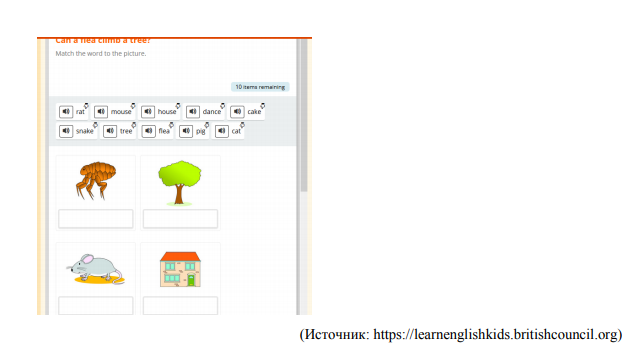 Can a flea climb a tree?
Match the word to the picture.
10 items remaining
rat mouse house dance cake
snake tree flea pig cat
(Источник: https://learnenglishkids.britishcouncil.org)